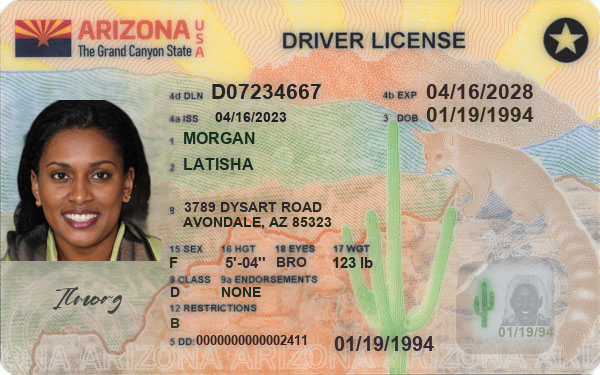 ARIZONA USA
The Grand Canyon State
DRIVER LICENSE
4d DLN D07234667
4b EXP 04/16/2028
4a ISS 04/16/2023
3 DOB 01/19/1994
1 MORGAN
2 LATISHA
8 3789 DYSART ROAD
AVONDALE, AZ 85323
15 SEX 16 HGT 18 EYES 17 WGT
F 5'-04" BRO 123 lb
9 CLASS 9a ENDORSEMENTS
D NONE
12 RESTRICTIONS
B
5 DD: 0000000000002411
01/19/1994
01/19/94
ARIZONA ARIZONA ARIZONA